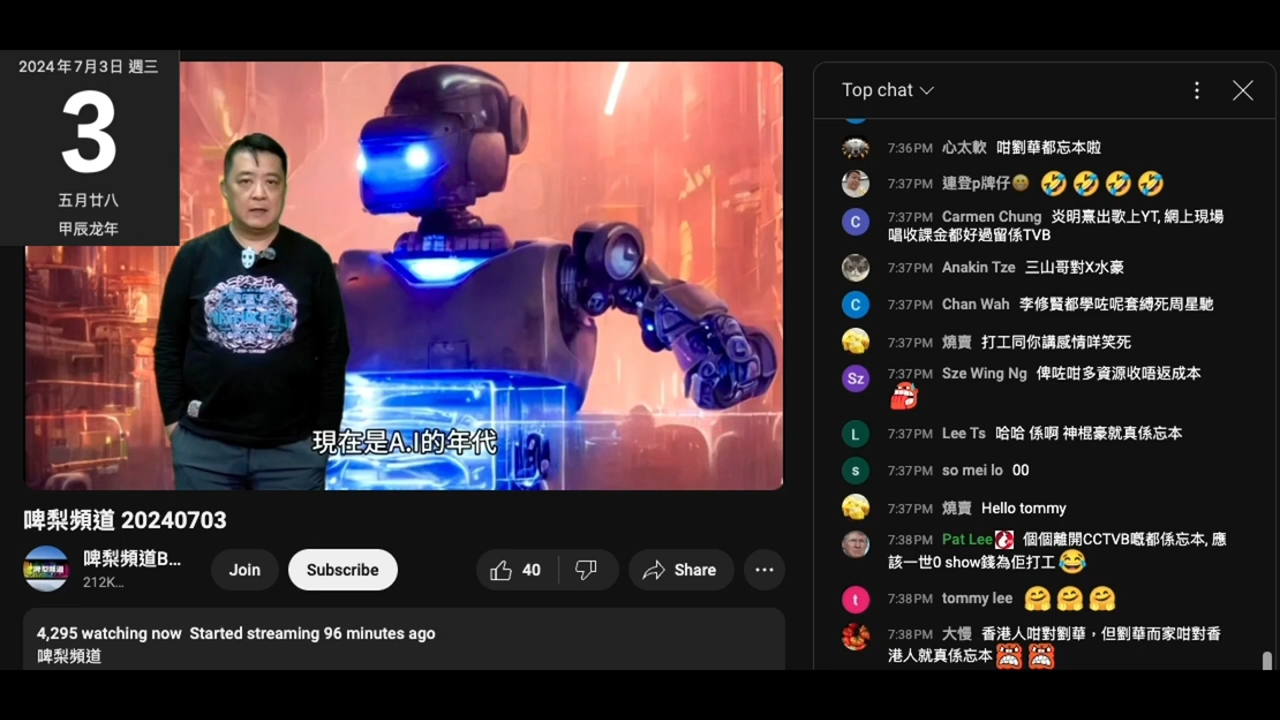 2024年7月3日 週三
3
五月廿八
甲辰龙年
現在是A.I的年代
啤梨頻道 20240703
啤梨頻道B...
212K...
Join
Subscribe
40
Share
4,295 watching now Started streaming 96 minutes ago
啤梨頻道
Top chat
7:36PM 心太軟 咁劉華都忘本啦
7:37PM 連登p牌仔😁 🤣🤣🤣🤣
C
7:37PM Carmen Chung 炎明熹出歌上YT, 網上現場
唱收課金都好過留係TVB
7:37PM Anakin Tze 三山哥對X水豪
C
7:37PM Chan Wah 李修賢都學咗呢套縛死周星馳
7:37PM 燒賣 打工同你講感情咩笑死
Sz
7:37PM Sze Wing Ng 俾咗咁多資源收唔返成本
L
7:37PM Lee Ts 哈哈 係啊 神棍豪就真係忘本
s
7:37PM so mei lo 00
7:37PM 燒賣 Hello tommy
7:38PM Pat Lee 個個離開CCTVB嘅都係忘本, 應
該一世0 show錢為佢打工😂
t
7:38PM tommy lee 🤗🤗🤗
7:38PM 大慢 香港人咁對劉華，但劉華而家咁對香
港人就真係忘本